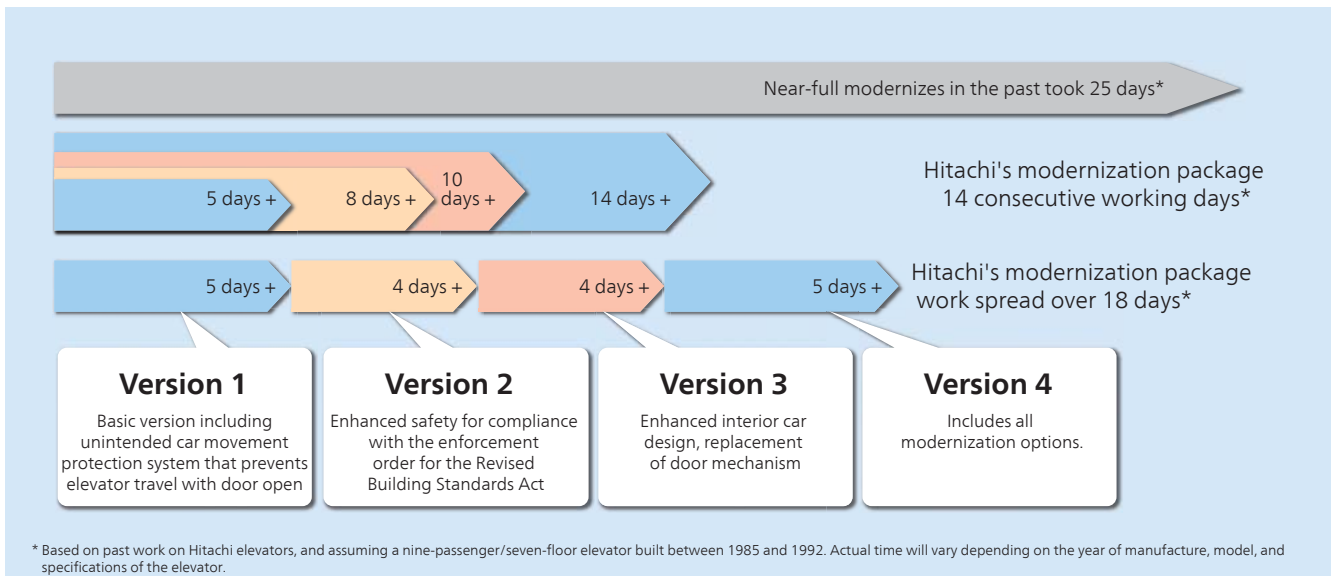 Near-full modernizes in the past took 25 days*
5 days +
8 days +
10
days +
14 days +
Hitachi's modernization package
14 consecutive working days*
5 days +
4 days +
4 days +
5 days +
Hitachi's modernization package
work spread over 18 days*
Version 1
Basic version including
unintended car movement
protection system that prevents
elevator travel with door open
Version 2
Enhanced safety for compliance
with the enforcement
order for the Revised
Building Standards Act
Version 3
Enhanced interior car
design, replacement
of door mechanism
Version 4
Includes all
modernization options.
* Based on past work on Hitachi elevators, and assuming a nine-passenger/seven-floor elevator built between 1985 and 1992. Actual time will vary depending on the year of manufacture, model, and
specifications of the elevator.